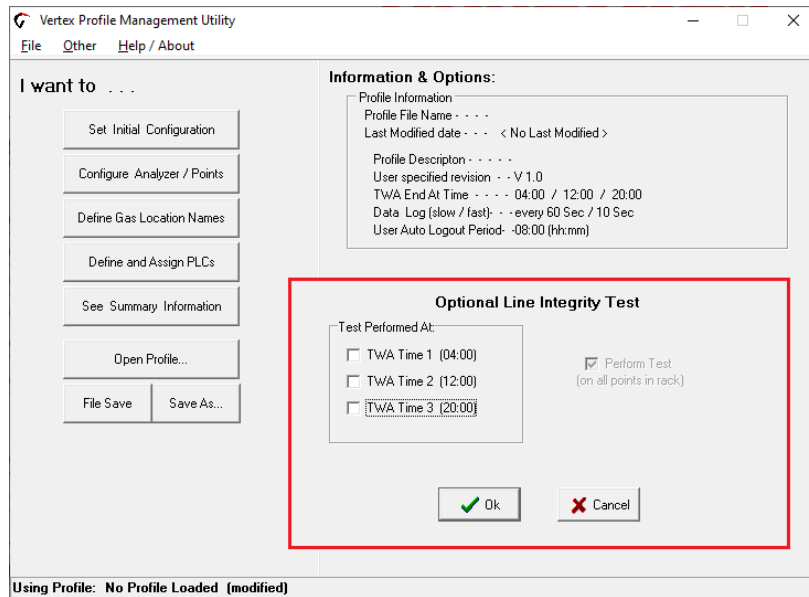 Vertex Profile Management Utility
File Other Help / About
I want to . . .
Set Initial Configuration
Configure Analyzer / Points
Define Gas Location Names
Define and Assign PLCs
See Summary Information
Open Profile...
File Save Save As...
Information & Options:
Profile Information
Profile File Name - - - -
Last Modified date - - - < No Last Modified >
Profile Descripton - - - - -
User specified revision - - V 1.0
TWA End At Time - - - - 04:00 / 12:00 / 20:00
Data Log (slow / fast)- - -every 60 Sec / 10 Sec
User Auto Logout Period- -08:00 (hh:mm)
Optional Line Integrity Test
Test Performed At:
TWA Time 1 (04:00)
TWA Time 2 (12:00)
TWA Time 3 (20:00)
Perform Test
(on all points in rack)
Ok Cancel
Using Profile: No Profile Loaded (modified)